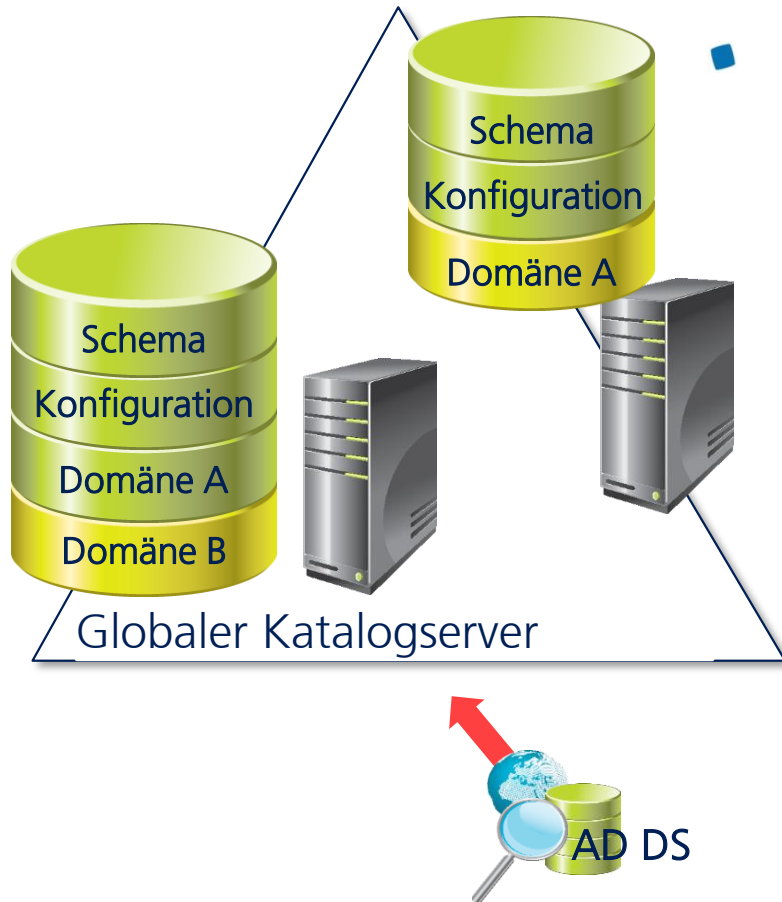 Schema
Konfiguration
Domäne A
Schema
Konfiguration
Domäne A
Domäne B
Globaler Katalogserver
AD DS